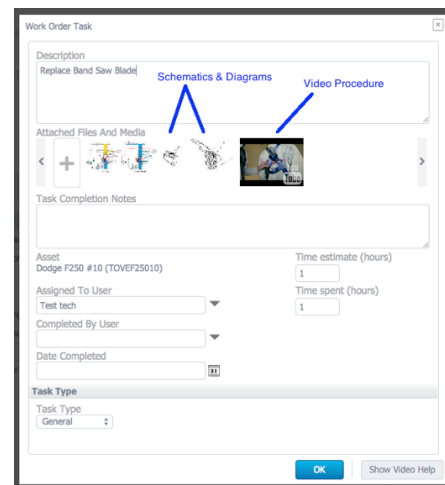 Work Order Task
Description
Replace Band Saw Blade
Schematics & Diagrams
Video Procedure
Attached Files And Media
Tube
Task Completion Notes
Asset
Time estimate (hours)
Dodge F250 #10 (TOVEF25010)
1
Assigned To User
Time spent (hours)
Test tech
1
Completed By User
Date Completed
31
Task Type
Task Type
General
OK
Show Video Help